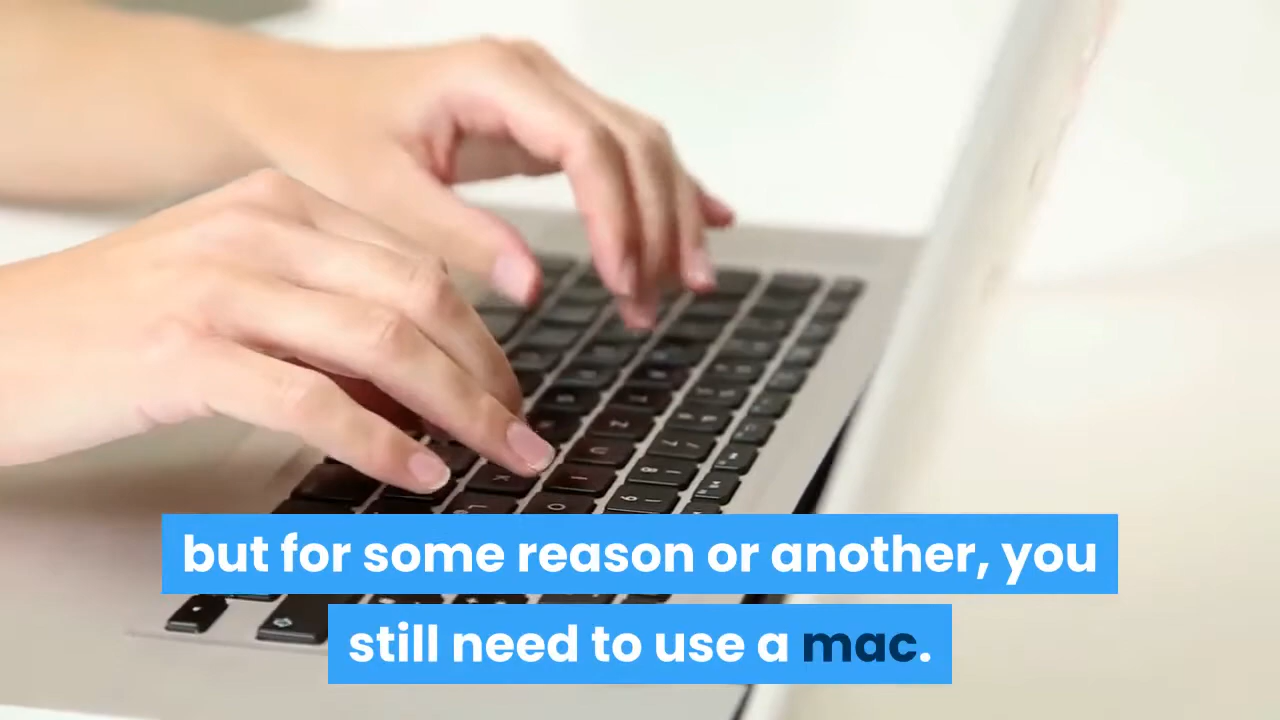 but for some reason or another, you
still need to use a mac.